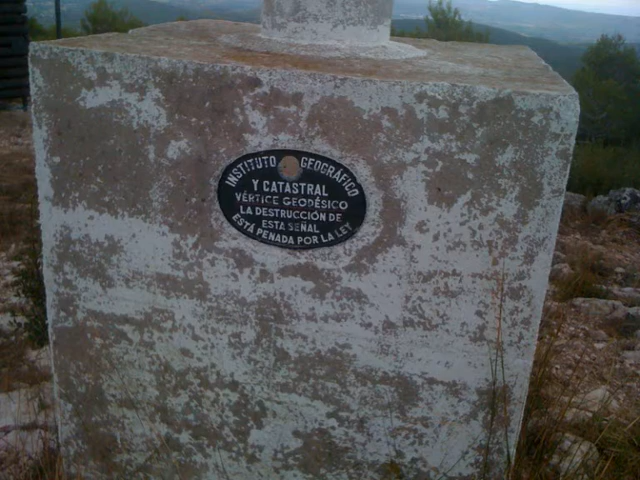 INSTITUTO GEOGRÁFICO
Y CATASTRAL
VÉRTICE GEODÉSICO
LA DESTRUCCIÓN DE
ESTA SEÑAL
ESTÁ PENADA POR LA LEY